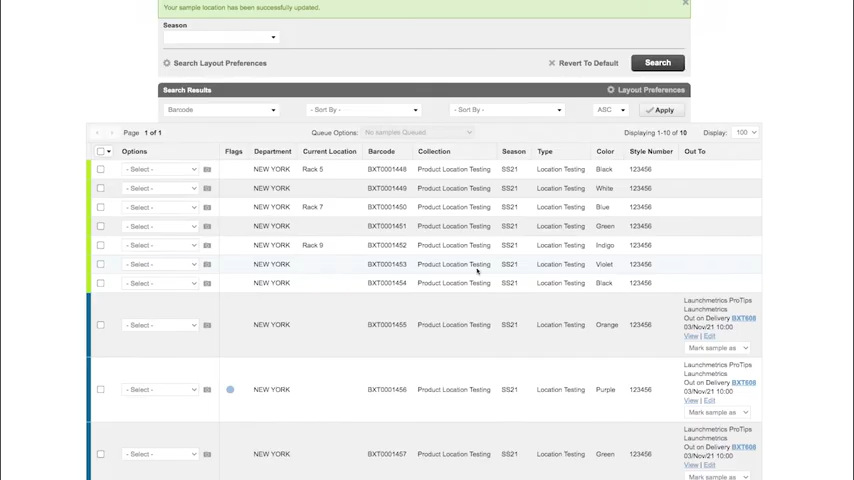 Your sample location has been successfully updated.
Season
Search Layout Preferences
Revert To Default
Search
Search Results
Layout Preferences
Barcode
- Sort By -
- Sort By -
ASC
Apply
Page 1 of 1
Queue Options: No samples Queued
Displaying 1-10 of 10
Display: 100
Options Flags Department Current Location Barcode Collection Season Type Color Style Number Out To
- Select - NEW YORK Rack 5 BXT0001448 Product Location Testing SS21 Location Testing Black 123456
- Select - NEW YORK BXT0001449 Product Location Testing SS21 Location Testing White 123456
- Select - NEW YORK Rack 7 BXT0001450 Product Location Testing SS21 Location Testing Blue 123456
- Select - NEW YORK BXT0001451 Product Location Testing SS21 Location Testing Green 123456
- Select - NEW YORK Rack 9 BXT0001452 Product Location Testing SS21 Location Testing Indigo 123456
- Select - NEW YORK BXT0001453 Product Location Testing SS21 Location Testing Violet 123456
- Select - NEW YORK BXT0001454 Product Location Testing SS21 Location Testing Black 123456
- Select - NEW YORK BXT0001455 Product Location Testing SS21 Location Testing Orange 123456
Launchmetrics ProTips
Launchmetrics
Out on Delivery BXT608
03/Nov/21 10:00
View | Edit
Mark sample as
- Select - NEW YORK BXT0001456 Product Location Testing SS21 Location Testing Purple 123456
Launchmetrics ProTips
Launchmetrics
Out on Delivery BXT608
03/Nov/21 10:00
View | Edit
Mark sample as
- Select - NEW YORK BXT0001457 Product Location Testing SS21 Location Testing Green 123456
Launchmetrics ProTips
Launchmetrics
Out on Delivery BXT608
03/Nov/21 10:00
View | Edit
Mark sample as